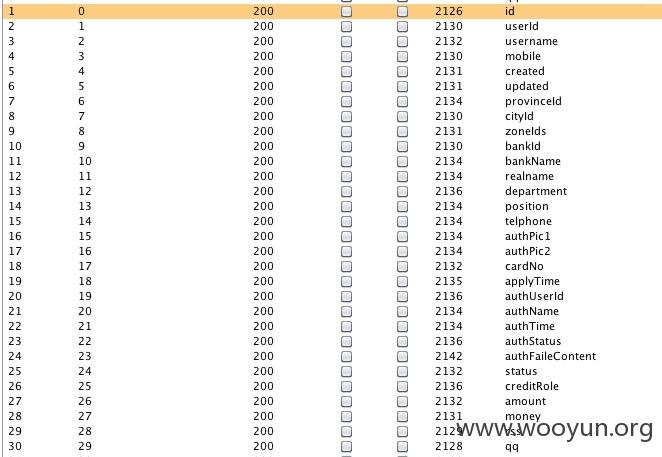 1 0 200 2126 id
2 1 200 2130 userId
3 2 200 2132 username
4 3 200 2130 mobile
5 4 200 2131 created
6 5 200 2131 updated
7 6 200 2134 provinceId
8 7 200 2130 cityId
9 8 200 2131 zoneIds
10 9 200 2130 bankId
11 10 200 2134 bankName
12 11 200 2134 realname
13 12 200 2136 department
14 13 200 2134 position
15 14 200 2134 telphone
16 15 200 2134 authPic1
17 16 200 2134 authPic2
18 17 200 2132 cardNo
19 18 200 2135 applyTime
20 19 200 2136 authUserId
21 20 200 2134 authName
22 21 200 2134 authTime
23 22 200 2136 authStatus
24 23 200 2142 authFaileContent
25 24 200 2132 status
26 25 200 2136 creditRole
27 26 200 2132 amount
28 27 200 2131 money
29 28 200 2129
www.wooyun.org
30 29 200 2128 qq